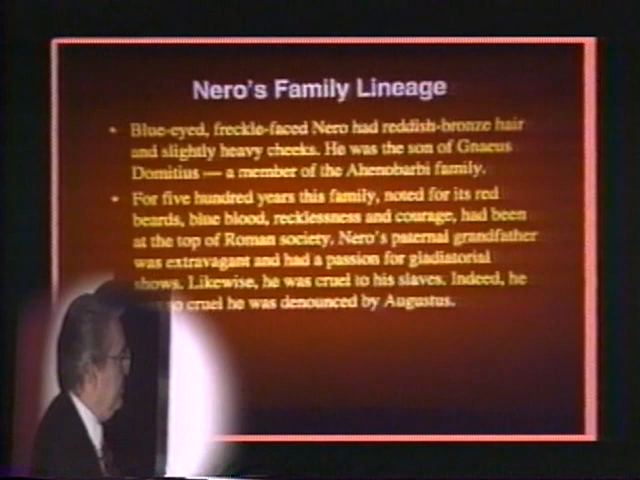 Nero's Family Lineage
• Blue-eyed, freckle-faced Nero had reddish-bronze hair
and slightly heavy cheeks. He was the son of Gnaeus
Domitius — a member of the Ahenobarbi family.
• For five hundred years this family, noted for its red
beards, blue blood, recklessness and courage, had been
at the top of Roman society. Nero's paternal grandfather
was extravagant and had a passion for gladiatorial
shows. Likewise, he was cruel to his slaves. Indeed, he
so cruel he was denounced by Augustus.